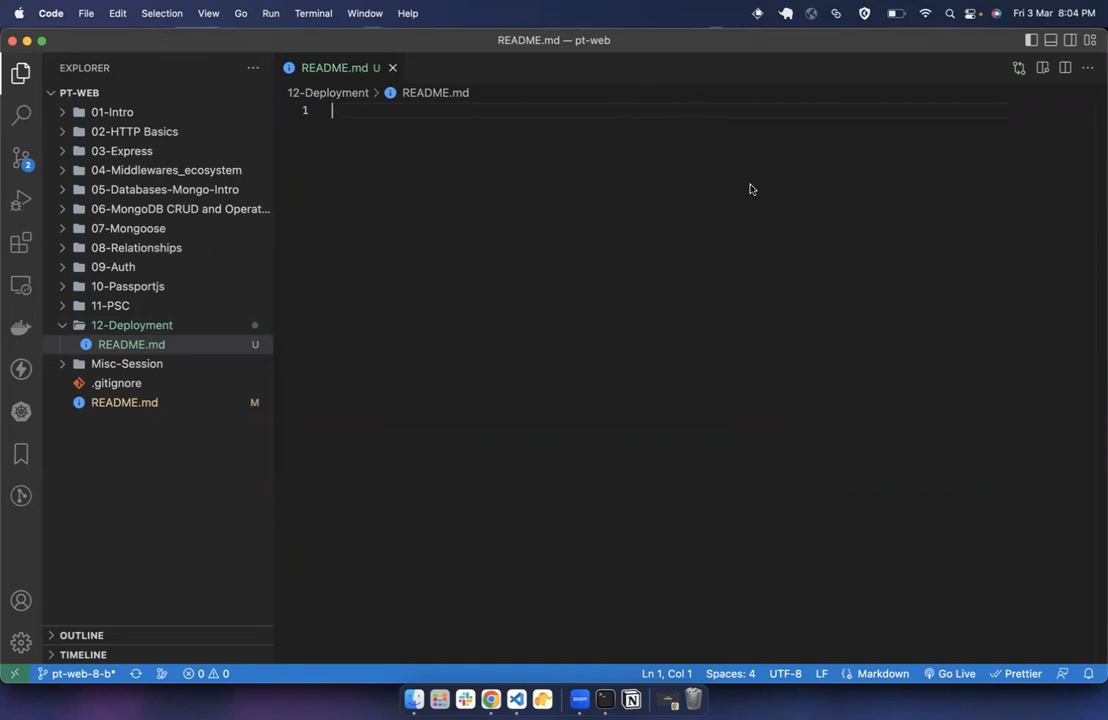 Code File Edit Selection View Go Run Terminal Window Help Fri 3 Mar 8:04 PM
README.md — pt-web
EXPLORER
README.md U
PT-WEB
12-Deployment > README.md
1
01-Intro
02-HTTP Basics
03-Express
04-Middlewares_ecosystem
2
05-Databases-Mongo-Intro
06-MongoDB CRUD and Operat...
07-Mongoose
08-Relationships
09-Auth
10-Passportjs
11-PSC
12-Deployment
README.md U
Misc-Session
.gitignore
README.md M
OUTLINE
TIMELINE
pt-web-8-b* 0 0 Ln 1, Col 1 Spaces: 4 UTF-8 LF Markdown Go Live Prettier
zoom